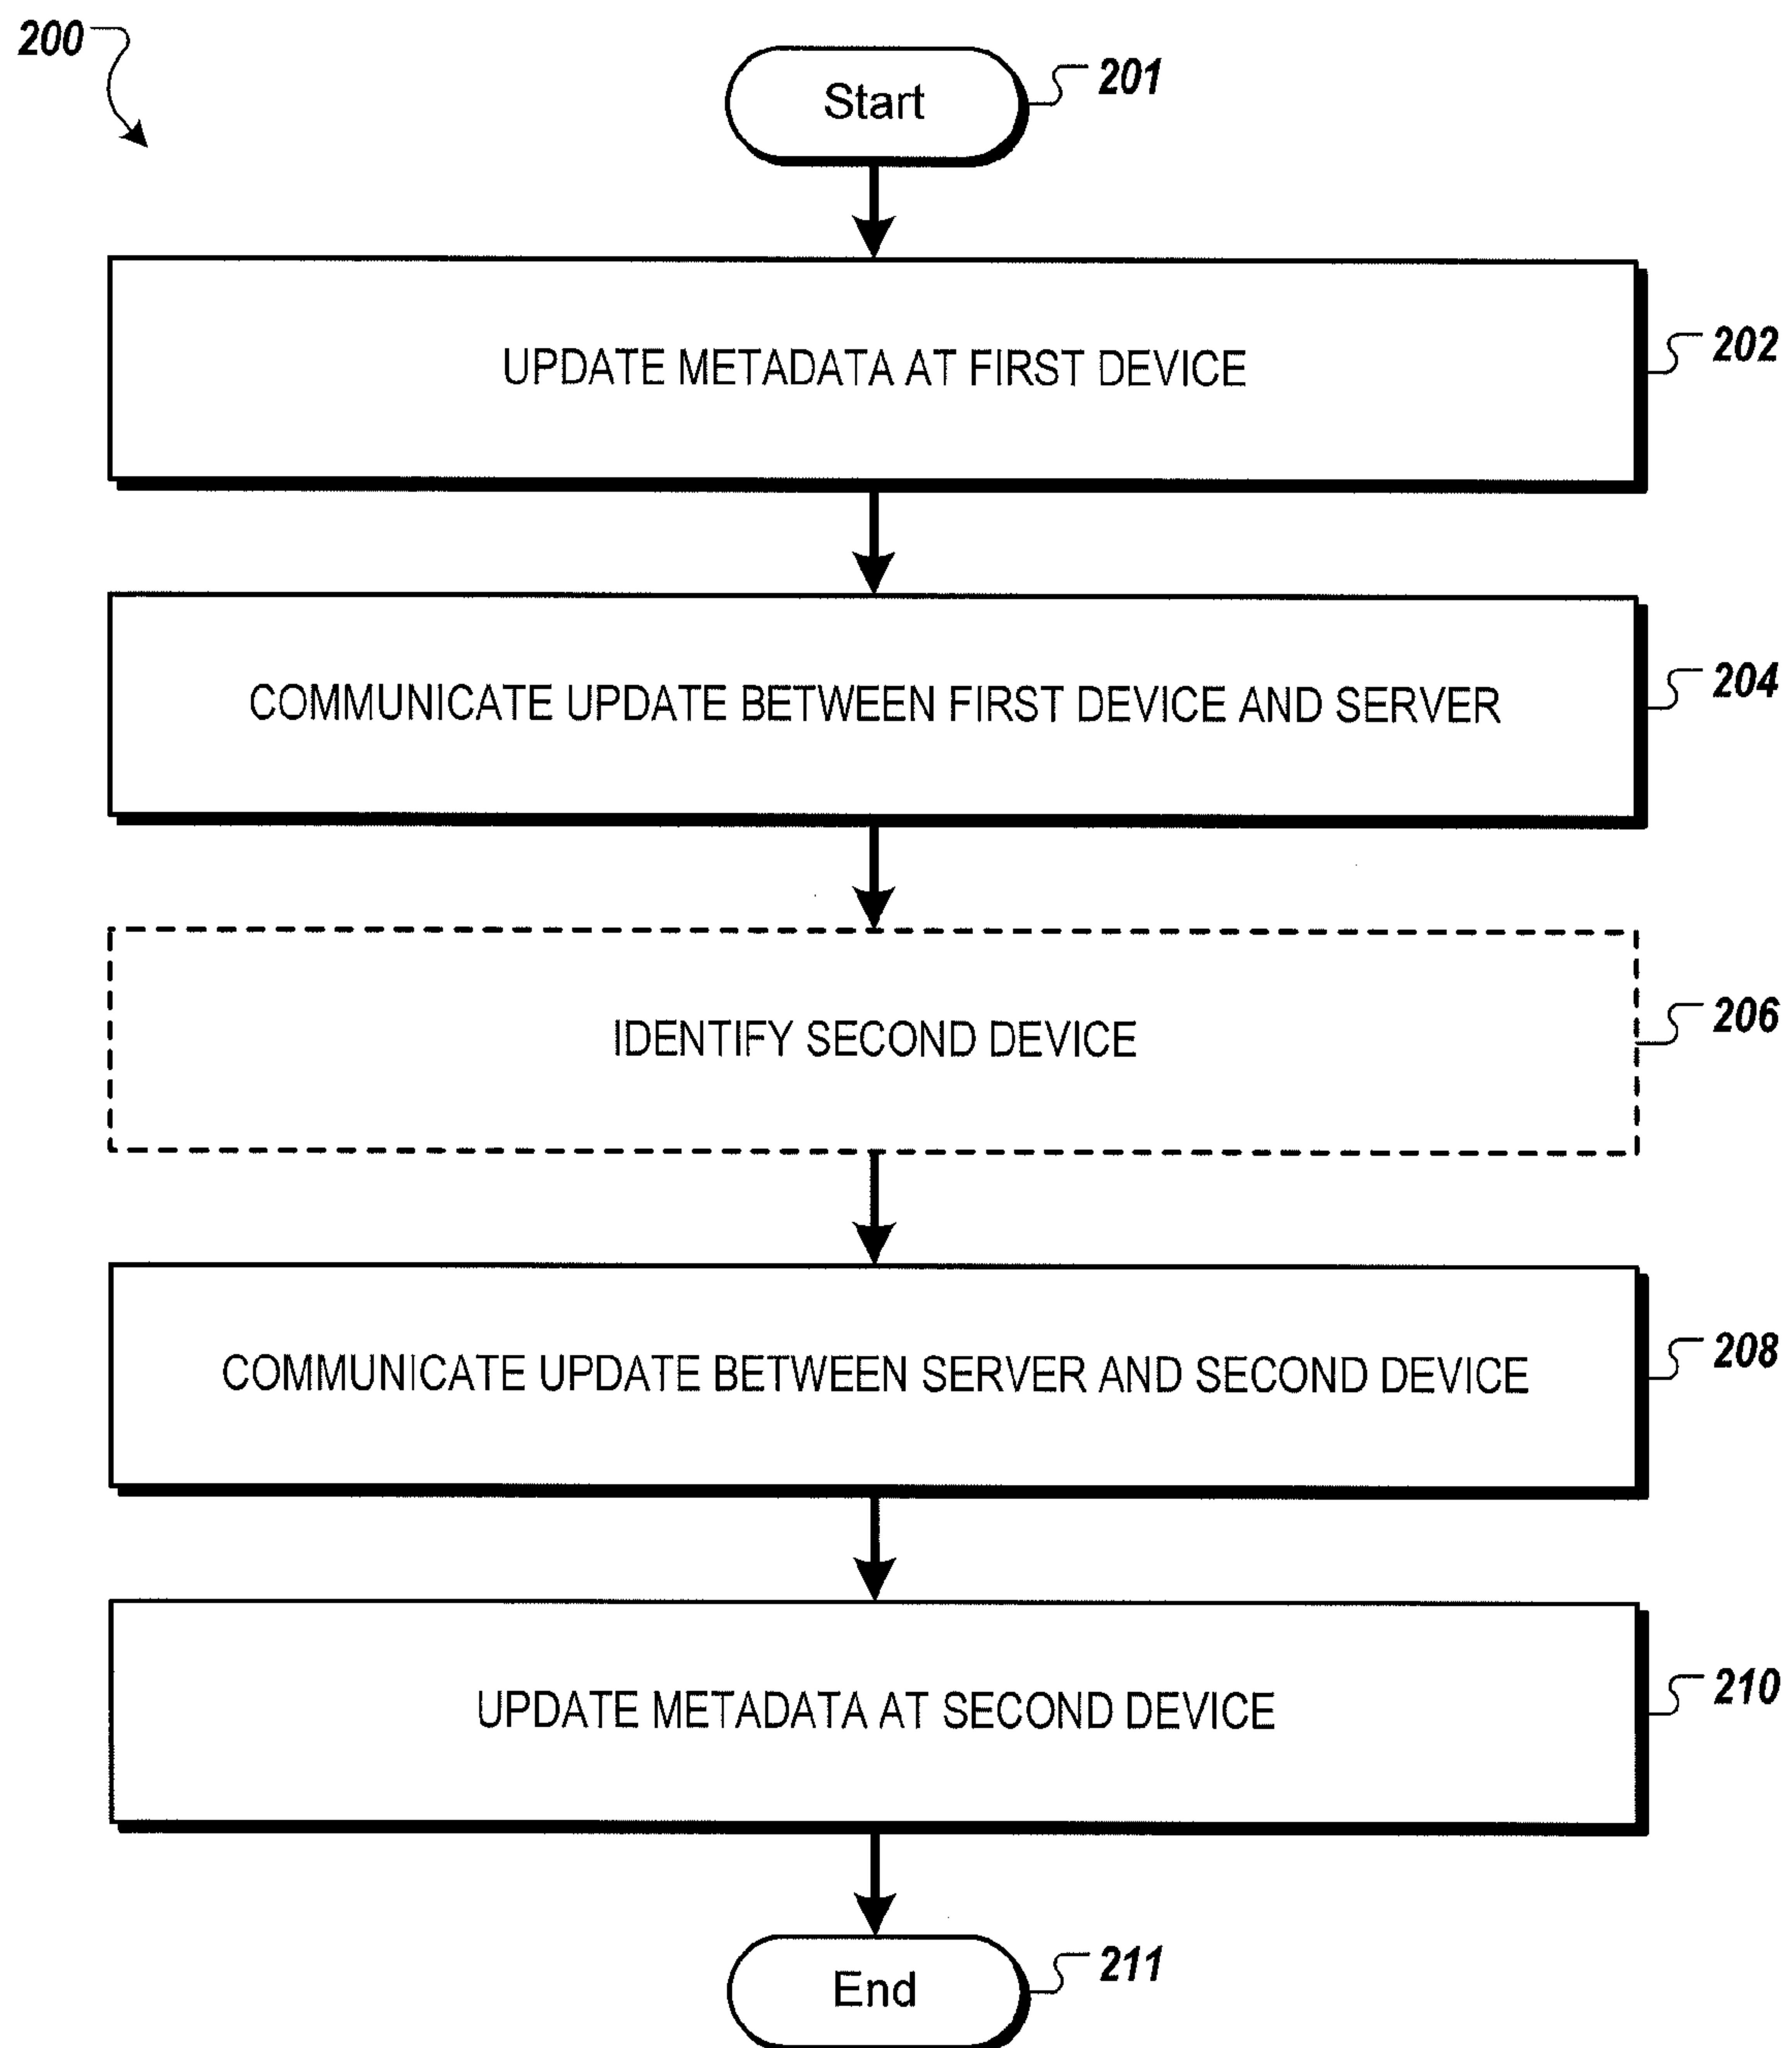 200
Start
201
UPDATE METADATA AT FIRST DEVICE
202
COMMUNICATE UPDATE BETWEEN FIRST DEVICE AND SERVER
204
IDENTIFY SECOND DEVICE
206
COMMUNICATE UPDATE BETWEEN SERVER AND SECOND DEVICE
208
UPDATE METADATA AT SECOND DEVICE
210
End
211